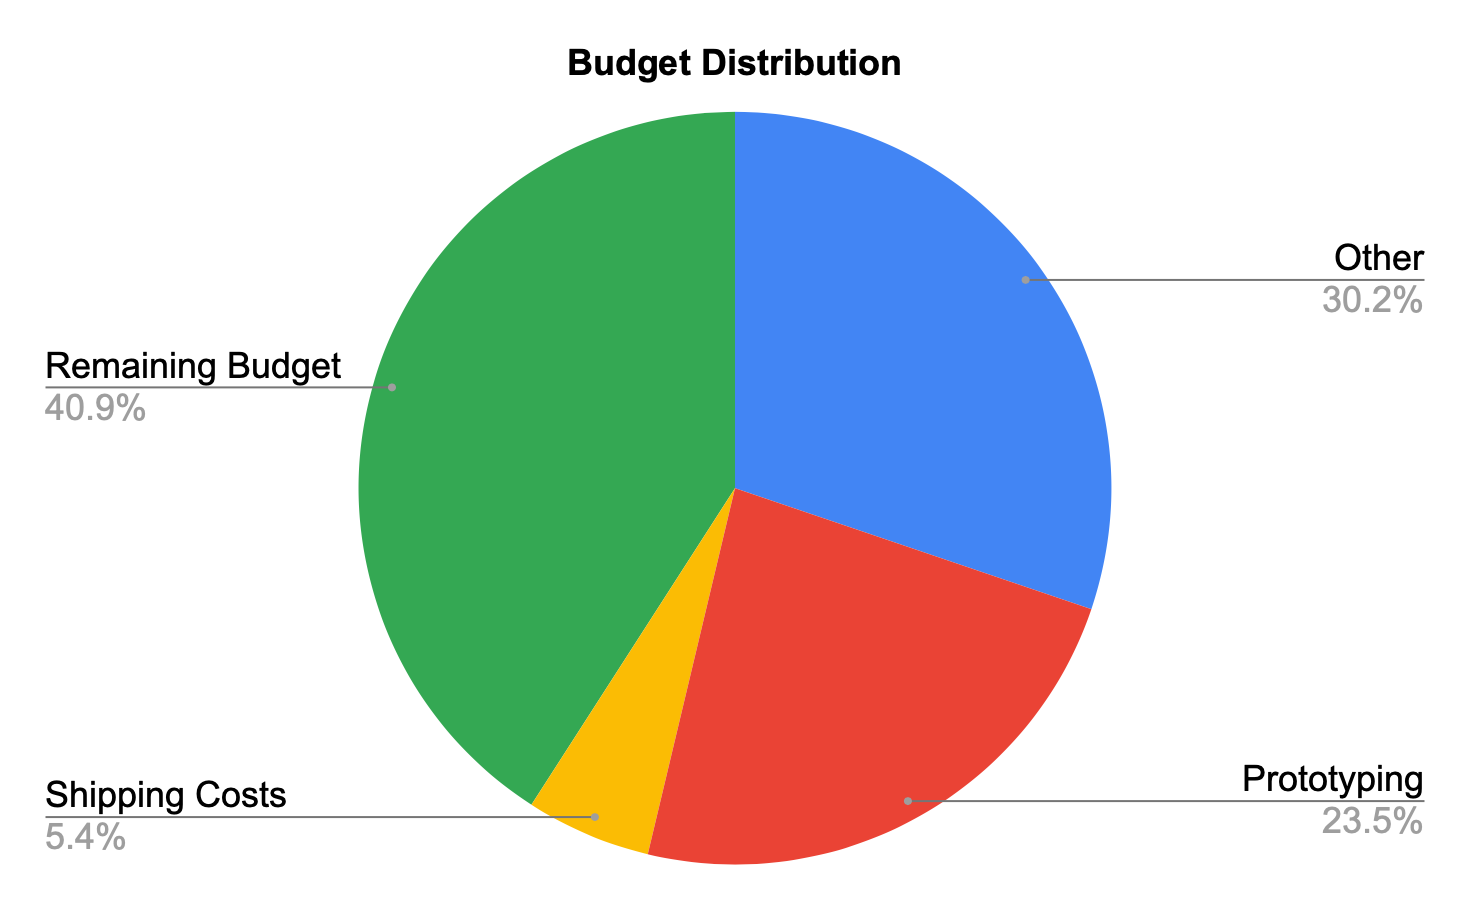 Budget Distribution
Other
30.2%
Remaining Budget
40.9%
Prototyping
23.5%
Shipping Costs
5.4%